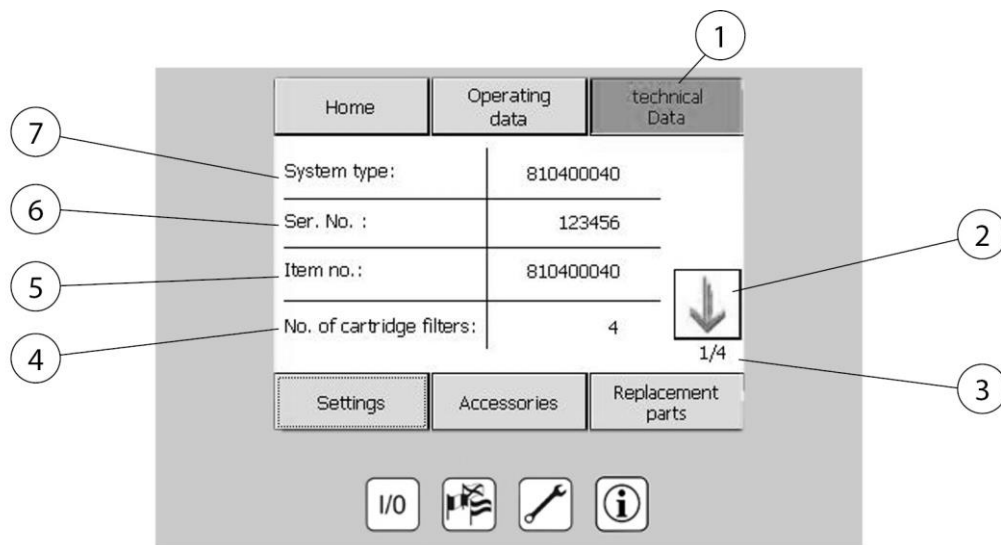 1
Home
Operating
data
technical
Data
7
System type:
810400040
6
Ser. No. :
123456
2
5
Item no.:
810400040
4
No. of cartridge filters:
4
1/4
3
Settings
Accessories
Replacement
parts
I/0
i